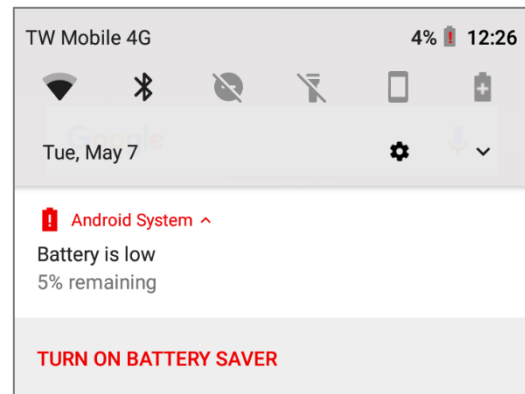 TW Mobile 4G 4% 12:26
Google
Tue, May 7
Android System
Battery is low
5% remaining
TURN ON BATTERY SAVER